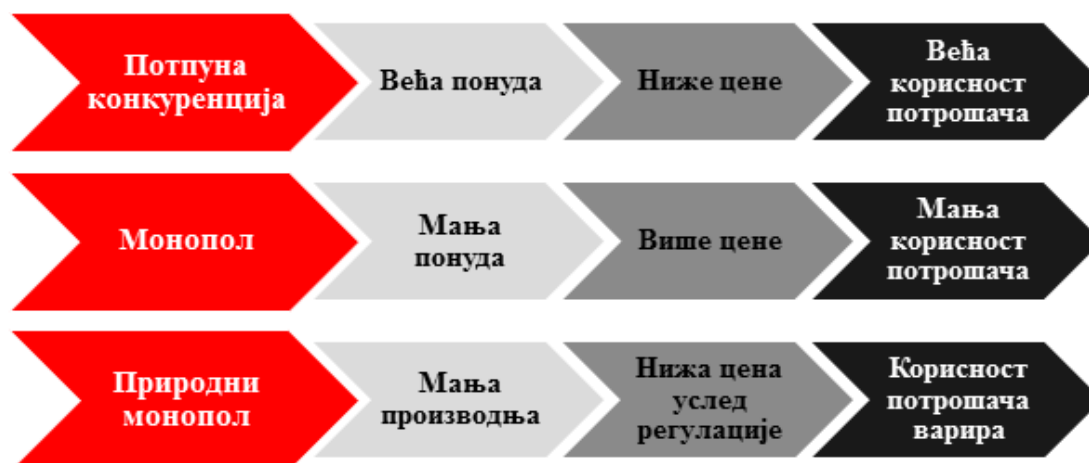 Потпуна
конкуренција
Већа понуда
Ниже цене
Већа
корисност
потрошача
Монопол
Мања
понуда
Више цене
Мања
корисност
потрошача
Природни
монопол
Мања
производња
Нижа цена
услед
регулације
Корисност
потрошача
варира